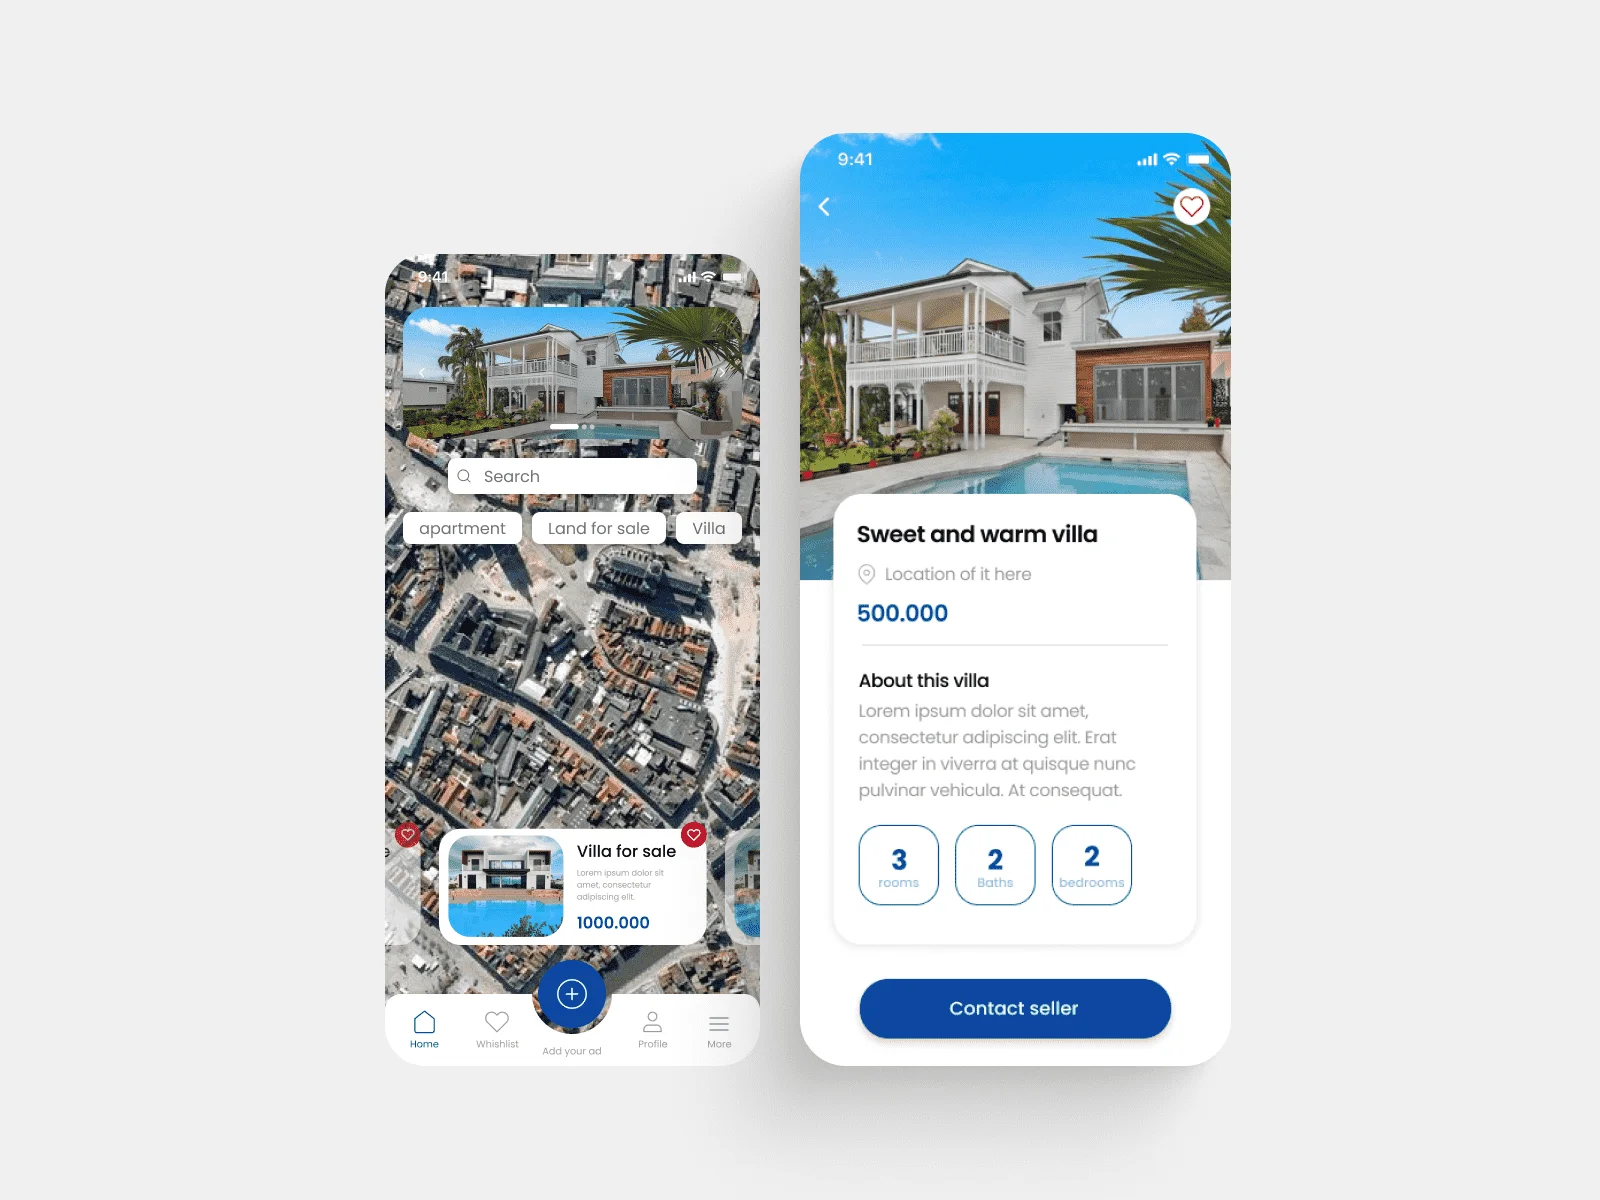 9:41
Search
apartment
Land for sale
Villa
e
Villa for sale
Lorem ipsum dolor sit
amet, consectetur
adipiscing elit.
1000.000
Home
Whishlist
Add your ad
Profile
More
9:41
Sweet and warm villa
Location of it here
500.000
About this villa
Lorem ipsum dolor sit amet,
consectetur adipiscing elit. Erat
integer in viverra at quisque nunc
pulvinar vehicula. At consequat.
3
rooms
2
Baths
2
bedrooms
Contact seller